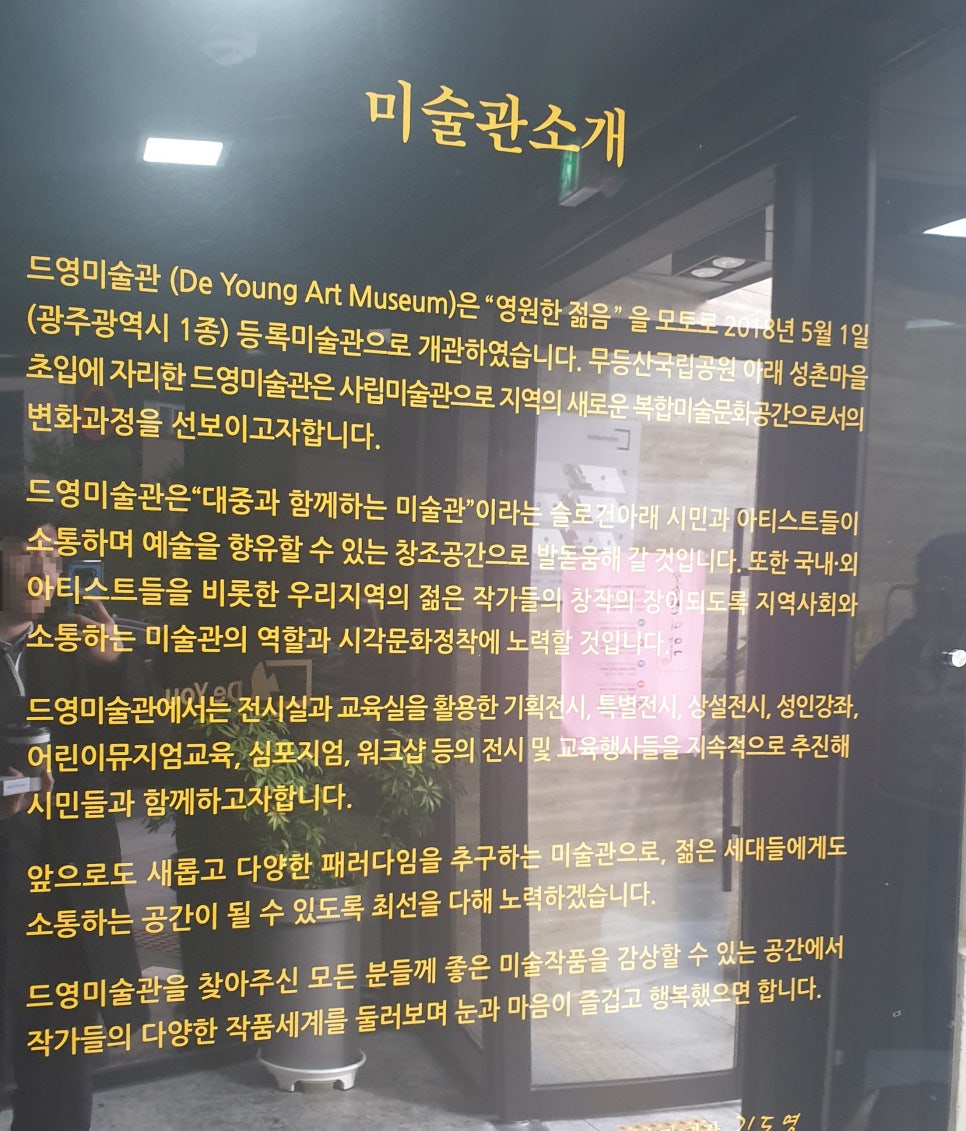 미술관소개
드영미술관 (De Young Art Museum)은 “영원한 젊음” 을 모토로 2018년 5월 1일
(광주광역시 1종) 등록미술관으로 개관하였습니다. 무등산국립공원 아래 성촌마을
초입에 자리한 드영미술관은 사립미술관으로 지역의 새로운 복합미술문화공간으로서의
변화과정을 선보이고자합니다.
드영미술관은“대중과 함께하는 미술관”이라는 슬로건아래 시민과 아티스트들이
소통하며 예술을 향유할 수 있는 창조공간으로 발돋움해 갈 것입니다. 또한 국내·외
아티스트들을 비롯한 우리지역의 젊은 작가들의 창작의 장이되도록 지역사회와
소통하는 미술관의 역할과 시각문화정착에 노력할 것입니다.
드영미술관에서는 전시실과 교육실을 활용한 기획전시, 특별전시, 상설전시, 성인강좌,
어린이뮤지엄교육, 심포지엄, 워크샵 등의 전시 및 교육행사들을 지속적으로 추진해
시민들과 함께하고자합니다.
앞으로도 새롭고 다양한 패러다임을 추구하는 미술관으로, 젊은 세대들에게도
소통하는 공간이 될 수 있도록 최선을 다해 노력하겠습니다.
드영미술관을 찾아주신 모든 분들께 좋은 미술작품을 감상할 수 있는 공간에서
작가들의 다양한 작품세계를 둘러보며 눈과 마음이 즐겁고 행복했으면 합니다.